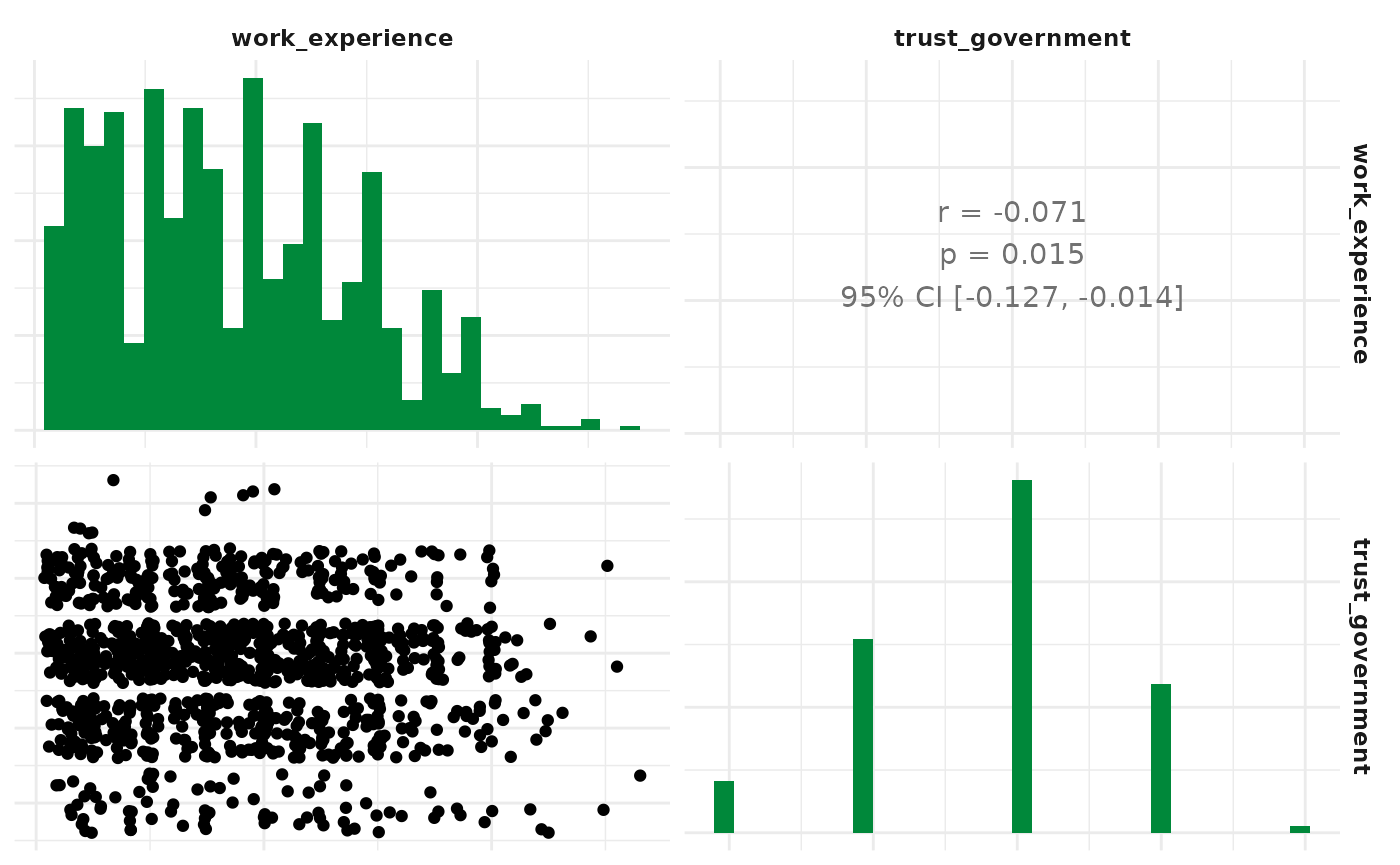 work_experience
trust_government
r = -0.071
p = 0.015
95% CI [-0.127, -0.014]
work_experience
trust_government